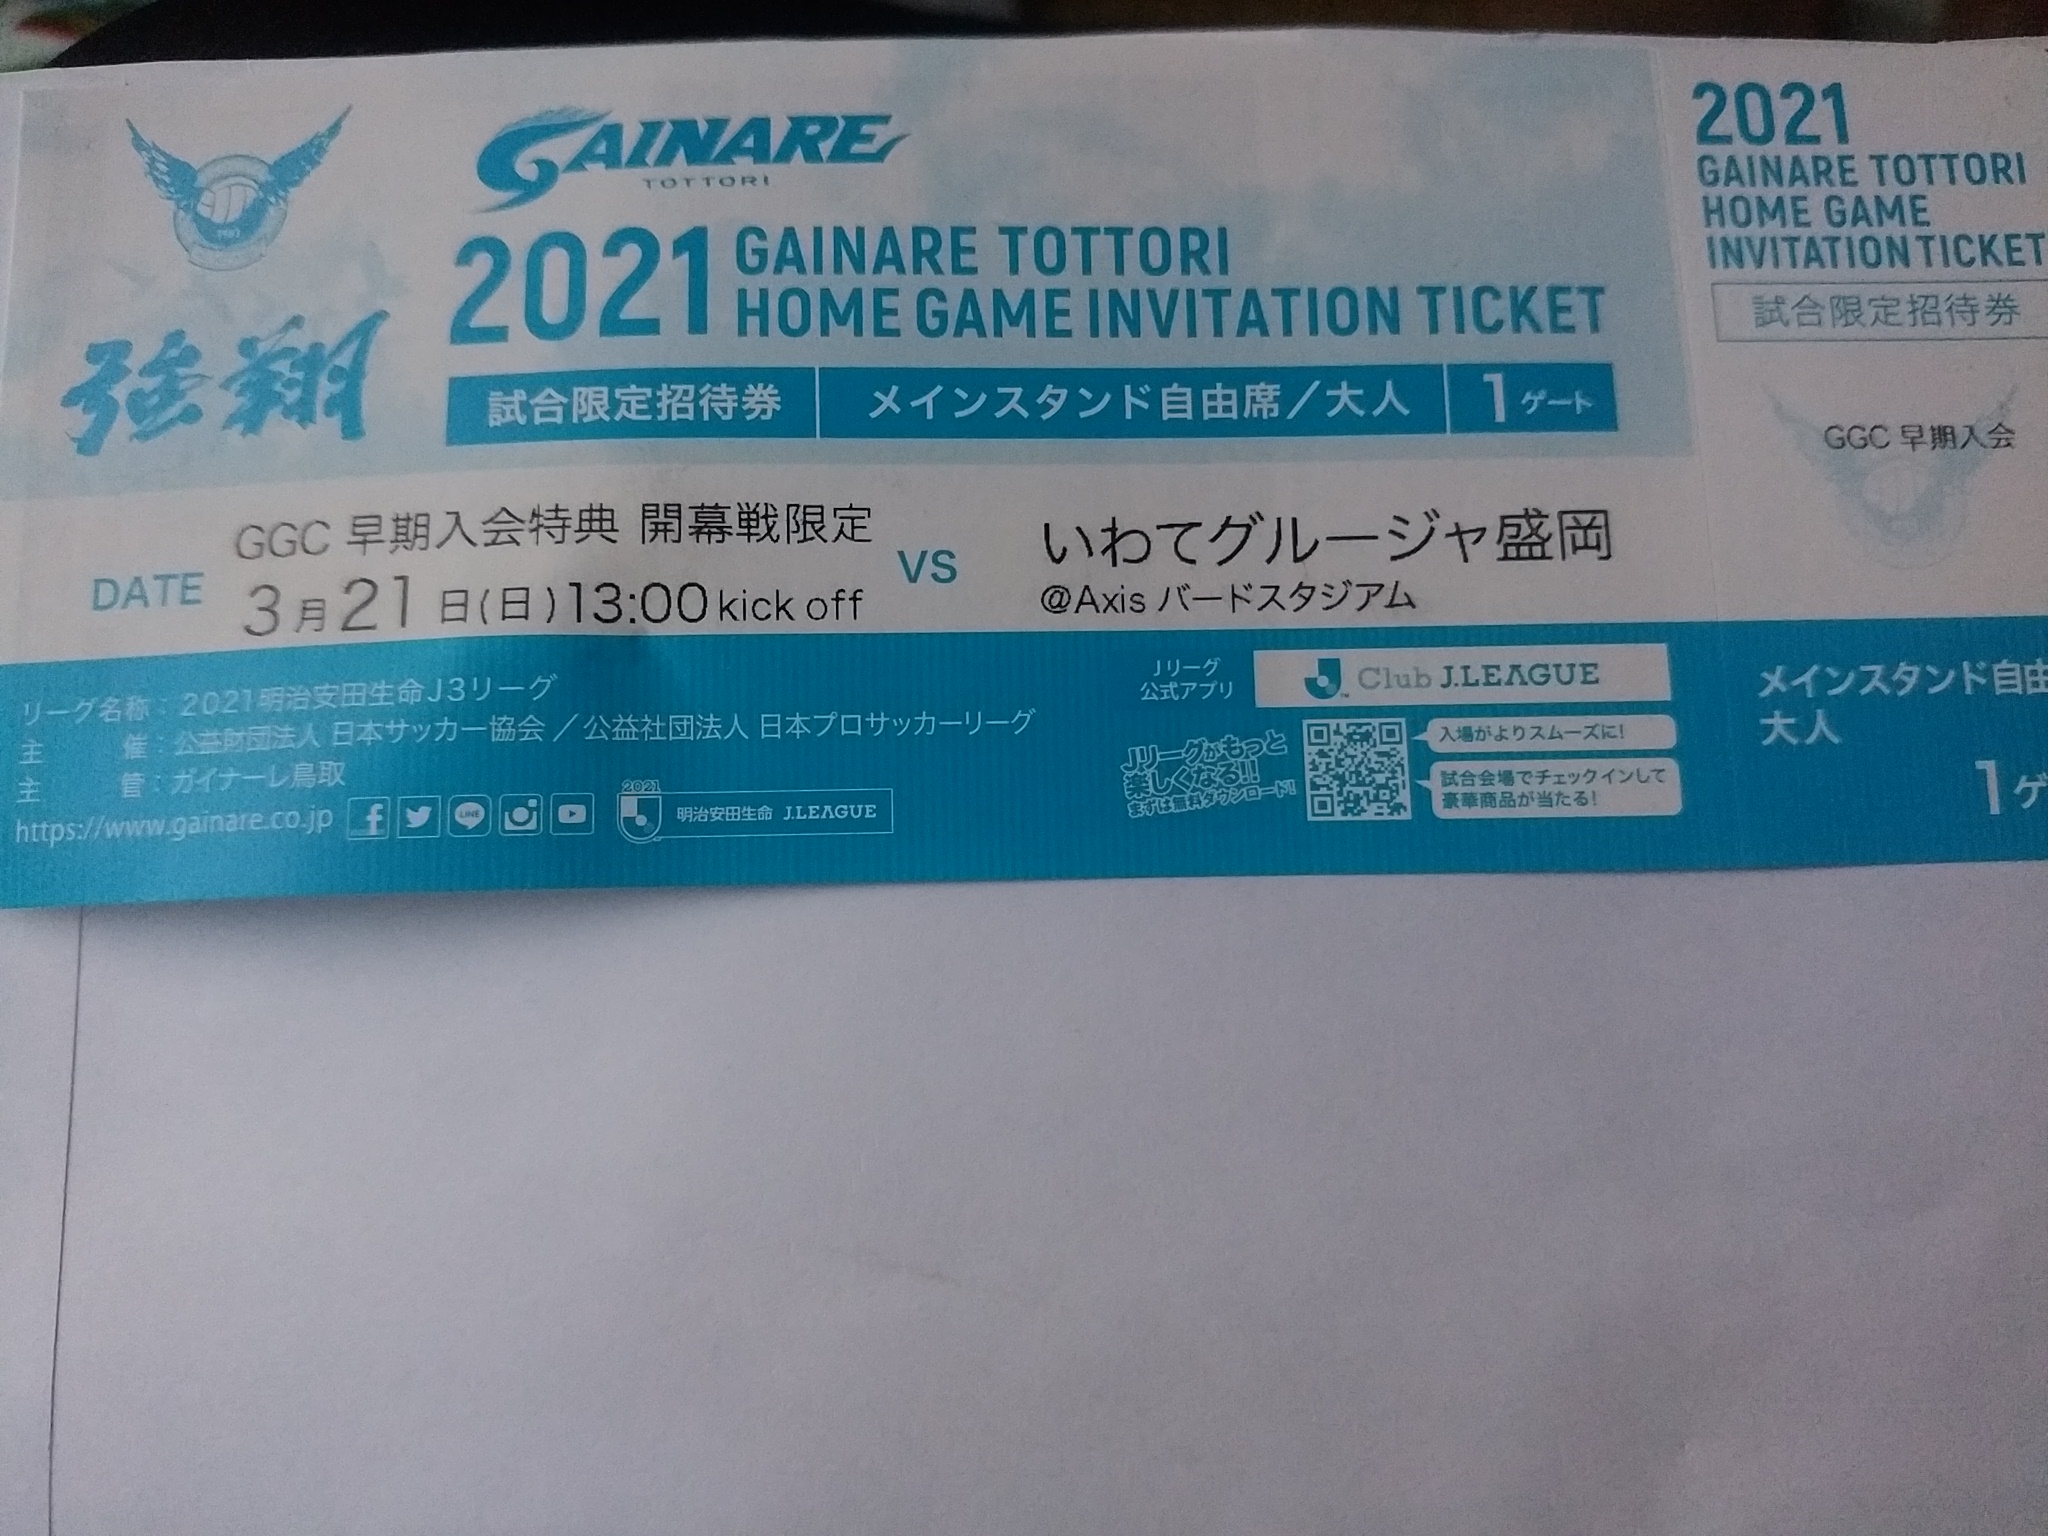 GAINARE
TOTTORI
強翔
2021 GAINARE TOTTORI
HOME GAME INVITATION TICKET
試合限定招待券 メインスタンド自由席/大人 1ゲート
GGC 早期入会特典 開幕戦限定
DATE 3月21日(日)13:00 kick off
VS
いわてグルージャ盛岡
@Axis バードスタジアム
リーグ名称:2021明治安田生命J3リーグ
主催:公益財団法人 日本サッカー協会/公益社団法人 日本プロサッカーリーグ
主管:ガイナーレ鳥取
https://www.gainare.co.jp
LINE
2021
明治安田生命 J.LEAGUE
Jリーグ
公式アプリ
Club J.LEAGUE
Jリーグがもっと
楽しくなる!!
まずは無料ダウンロード!
入場がよりスムーズに!
試合会場でチェックインして
豪華商品が当たる!
2021
GAINARE TOTTORI
HOME GAME
INVITATION TICKET
試合限定招待券
GGC 早期入会
メインスタンド自由
大人
1ゲ